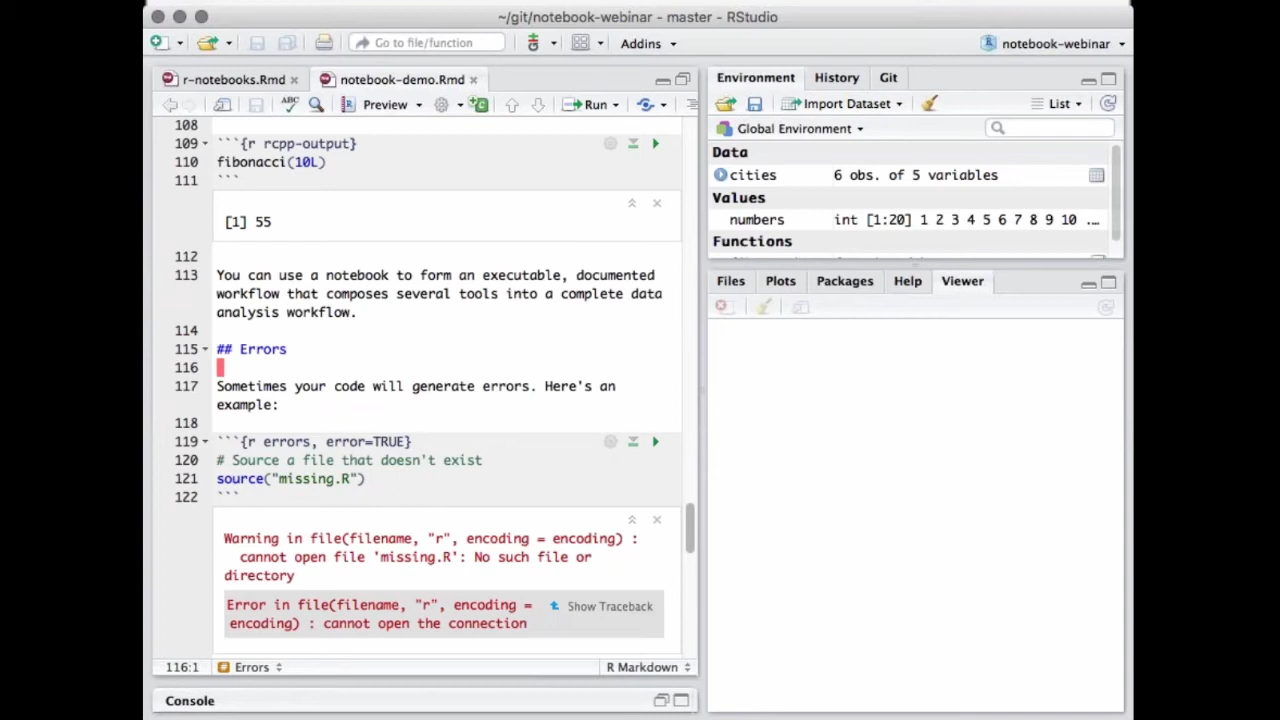 ~/git/notebook-webinar - master - RStudio
Go to file/function
Addins
notebook-webinar
r-notebooks.Rmd
notebook-demo.Rmd
ABC
Preview
Run
108
109 ```{r rcpp-output}
110 fibonacci(10L)
111 ```
[1] 55
112
113 You can use a notebook to form an executable, documented
workflow that composes several tools into a complete data
analysis workflow.
114
115 ## Errors
116
117 Sometimes your code will generate errors. Here's an
example:
118
119 ```{r errors, error=TRUE}
120 # Source a file that doesn't exist
121 source("missing.R")
122 ```
Warning in file(filename, "r", encoding = encoding) :
cannot open file 'missing.R': No such file or
directory
Error in file(filename, "r", encoding =
encoding) : cannot open the connection
Show Traceback
116:1 Errors R Markdown
Console
Environment History Git
Import Dataset List
Global Environment
Data
cities 6 obs. of 5 variables
Values
numbers int [1:20] 1 2 3 4 5 6 7 8 9 10 ...
Functions
Files Plots Packages Help Viewer